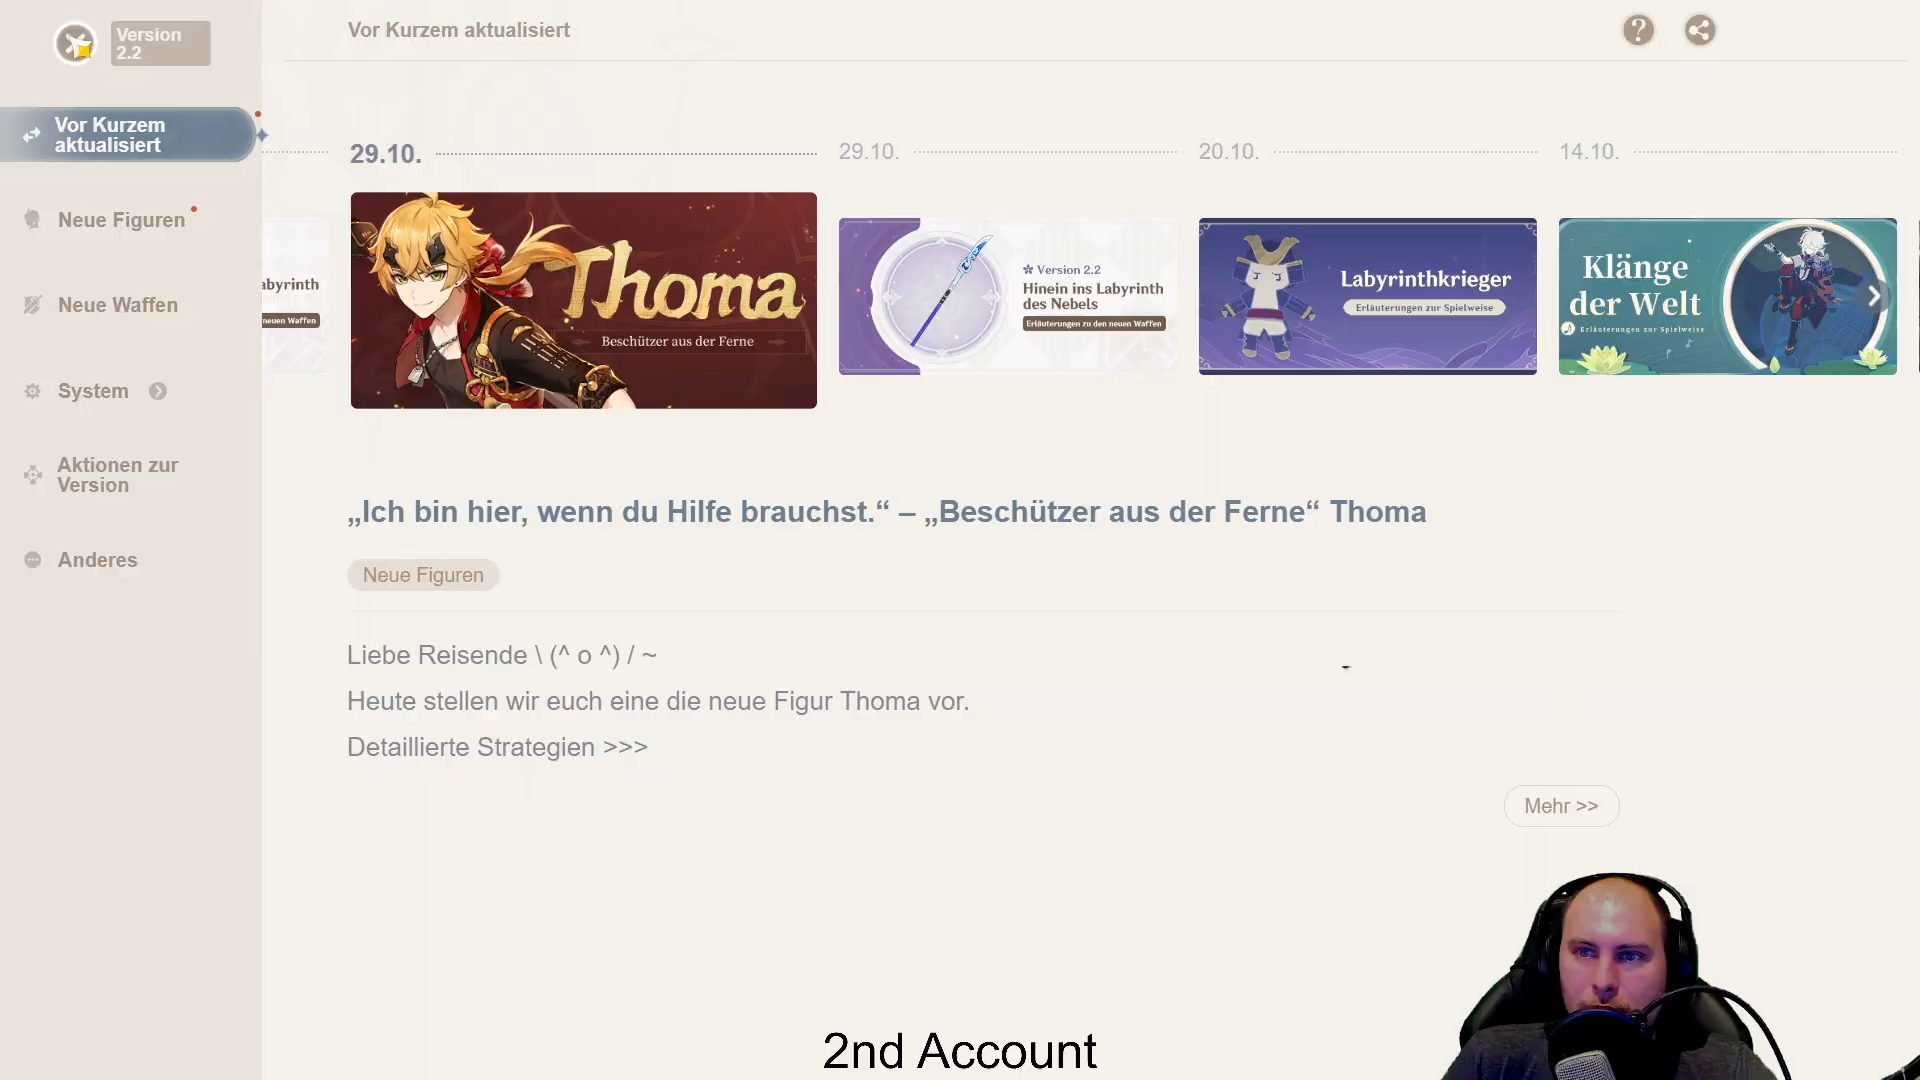 Version
2.2
Vor Kurzem aktualisiert
Vor Kurzem
aktualisiert
Neue Figuren
Neue Waffen
System
Aktionen zur
Version
Anderes
29.10.
29.10.
20.10.
14.10.
abyrinth
neuen Waffen
Thoma
Beschützer aus der Ferne
Version 2.2
Hinein ins Labyrinth
des Nebels
Erläuterungen zu den neuen Waffen
Labyrinthkrieger
Erläuterungen zur Spielweise
Klänge
der Welt
Erläuterungen zur Spielweise
„Ich bin hier, wenn du Hilfe brauchst.“ – „Beschützer aus der Ferne“ Thoma
Neue Figuren
Liebe Reisende \ (^ o ^) / ~
Heute stellen wir euch eine die neue Figur Thoma vor.
Detaillierte Strategien >>>
Mehr >>
2nd Account